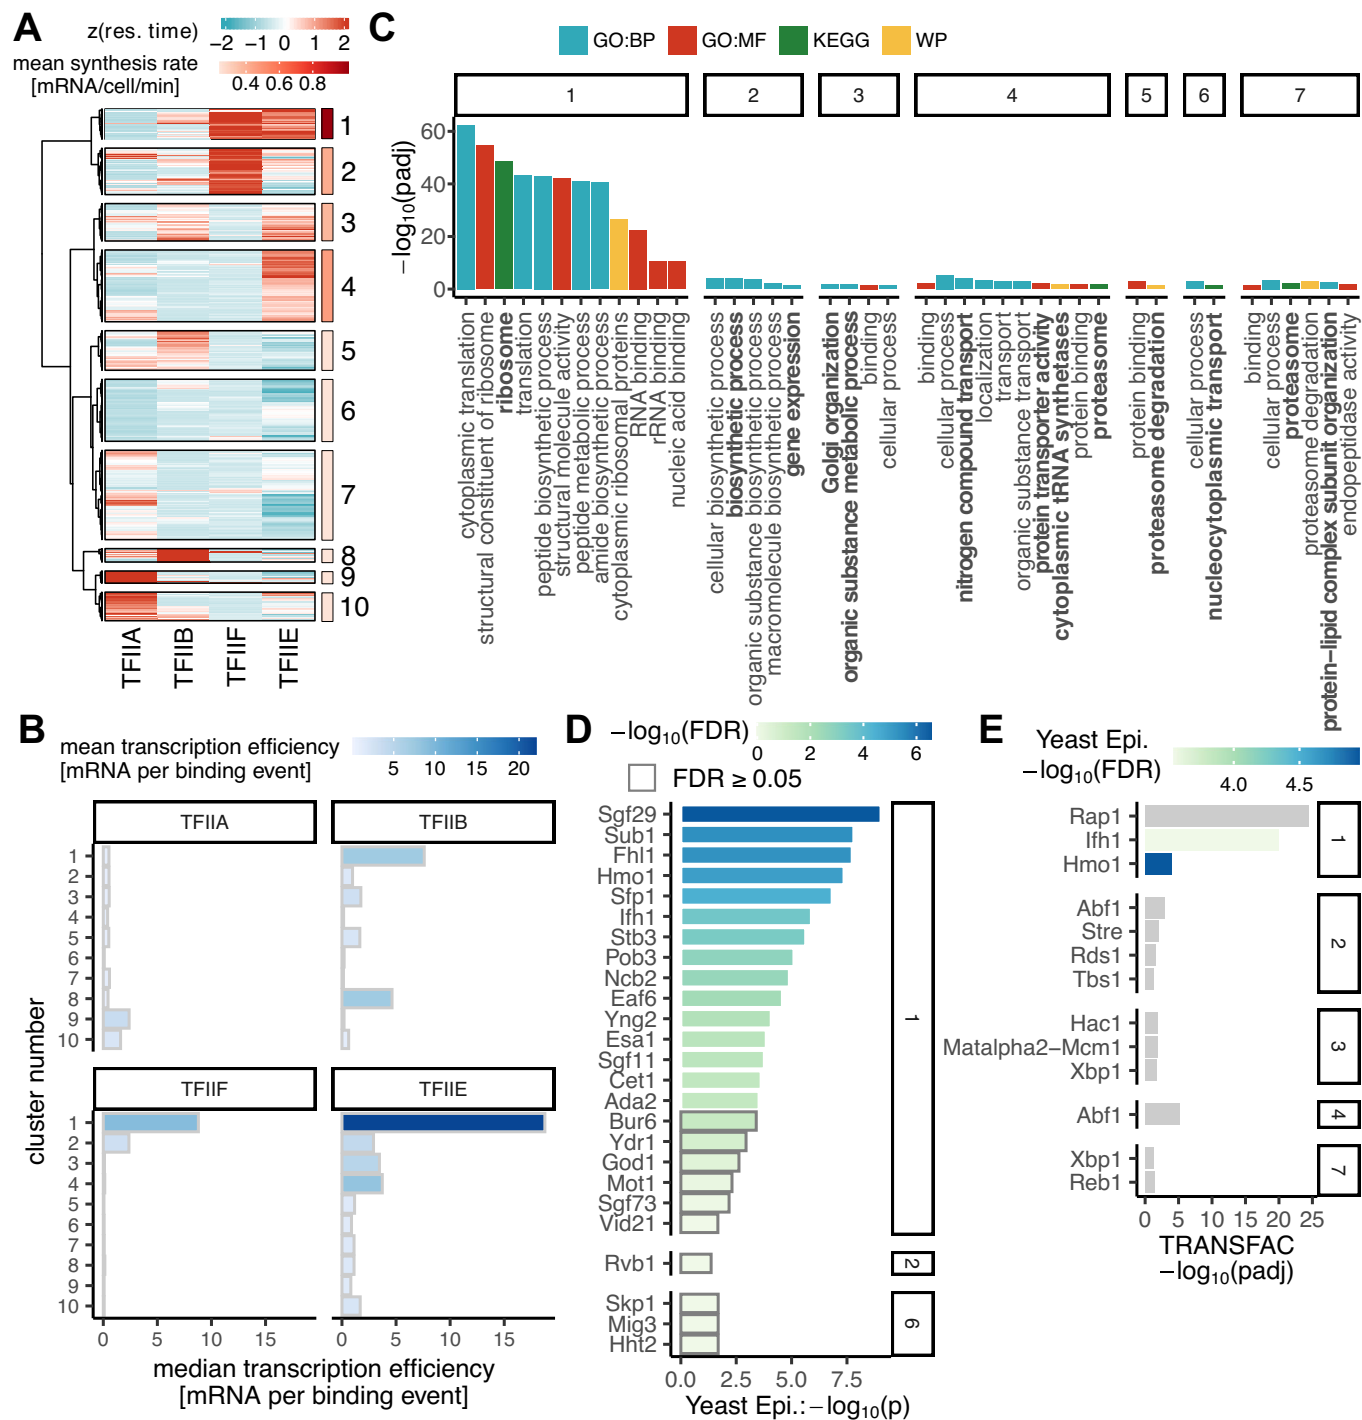 A
z(res. time)
−2 −1 0 1 2
mean synthesis rate
[mRNA/cell/min]
0.4 0.6 0.8
1
2
3
4
5
6
7
8
9
10
TFIIA
TFIIB
TFIIF
TFIIE
C
GO:BP GO:MF KEGG WP
1 2 3 4 5 6 7
−log10(padj)
60
40
20
0
cytoplasmic translation
structural constituent of ribosome
ribosome
translation
peptide biosynthetic process
structural molecule activity
peptide metabolic process
amide biosynthetic process
cytoplasmic ribosomal proteins
RNA binding
rRNA binding
nucleic acid binding
cellular biosynthetic process
biosynthetic process
organic substance biosynthetic process
macromolecule biosynthetic process
gene expression
Golgi organization
organic substance metabolic process
binding
cellular process
binding
cellular process
nitrogen compound transport
localization
transport
organic substance transport
protein transporter activity
cytoplasmic tRNA synthetases
protein binding
proteasome
protein binding
proteasome degradation
cellular process
nucleocytoplasmic transport
binding
cellular process
proteasome
proteasome degradation
protein−lipid complex subunit organization
endopeptidase activity
B
mean transcription efficiency
[mRNA per binding event]
5 10 15 20
TFIIA
TFIIB
1
2
3
4
5
6
7
8
9
10
TFIIF
TFIIE
1
2
3
4
5
6
7
8
9
10
0 5 10 15
0 5 10 15
cluster number
median transcription efficiency
[mRNA per binding event]
D
−log10(FDR)
0 2 4 6
FDR ≥ 0.05
Sgf29
Sub1
Fhl1
Hmo1
Sfp1
Ifh1
Stb3
Pob3
Ncb2
Eaf6
Yng2
Esa1
Sgf11
Cet1
Ada2
Bur6
Ydr1
God1
Mot1
Sgf73
Vid21
1
Rvb1
2
Skp1
Mig3
Hht2
6
0.0 2.5 5.0 7.5
Yeast Epi.:−log10(p)
E
Yeast Epi.
−log10(FDR)
4.0 4.5
Rap1
Ifh1
Hmo1
1
Abf1
Stre
Rds1
Tbs1
2
Hac1
Matalpha2−Mcm1
Xbp1
3
Abf1
4
Xbp1
Reb1
7
0 5 10 15 20 25
TRANSFAC
−log10(padj)